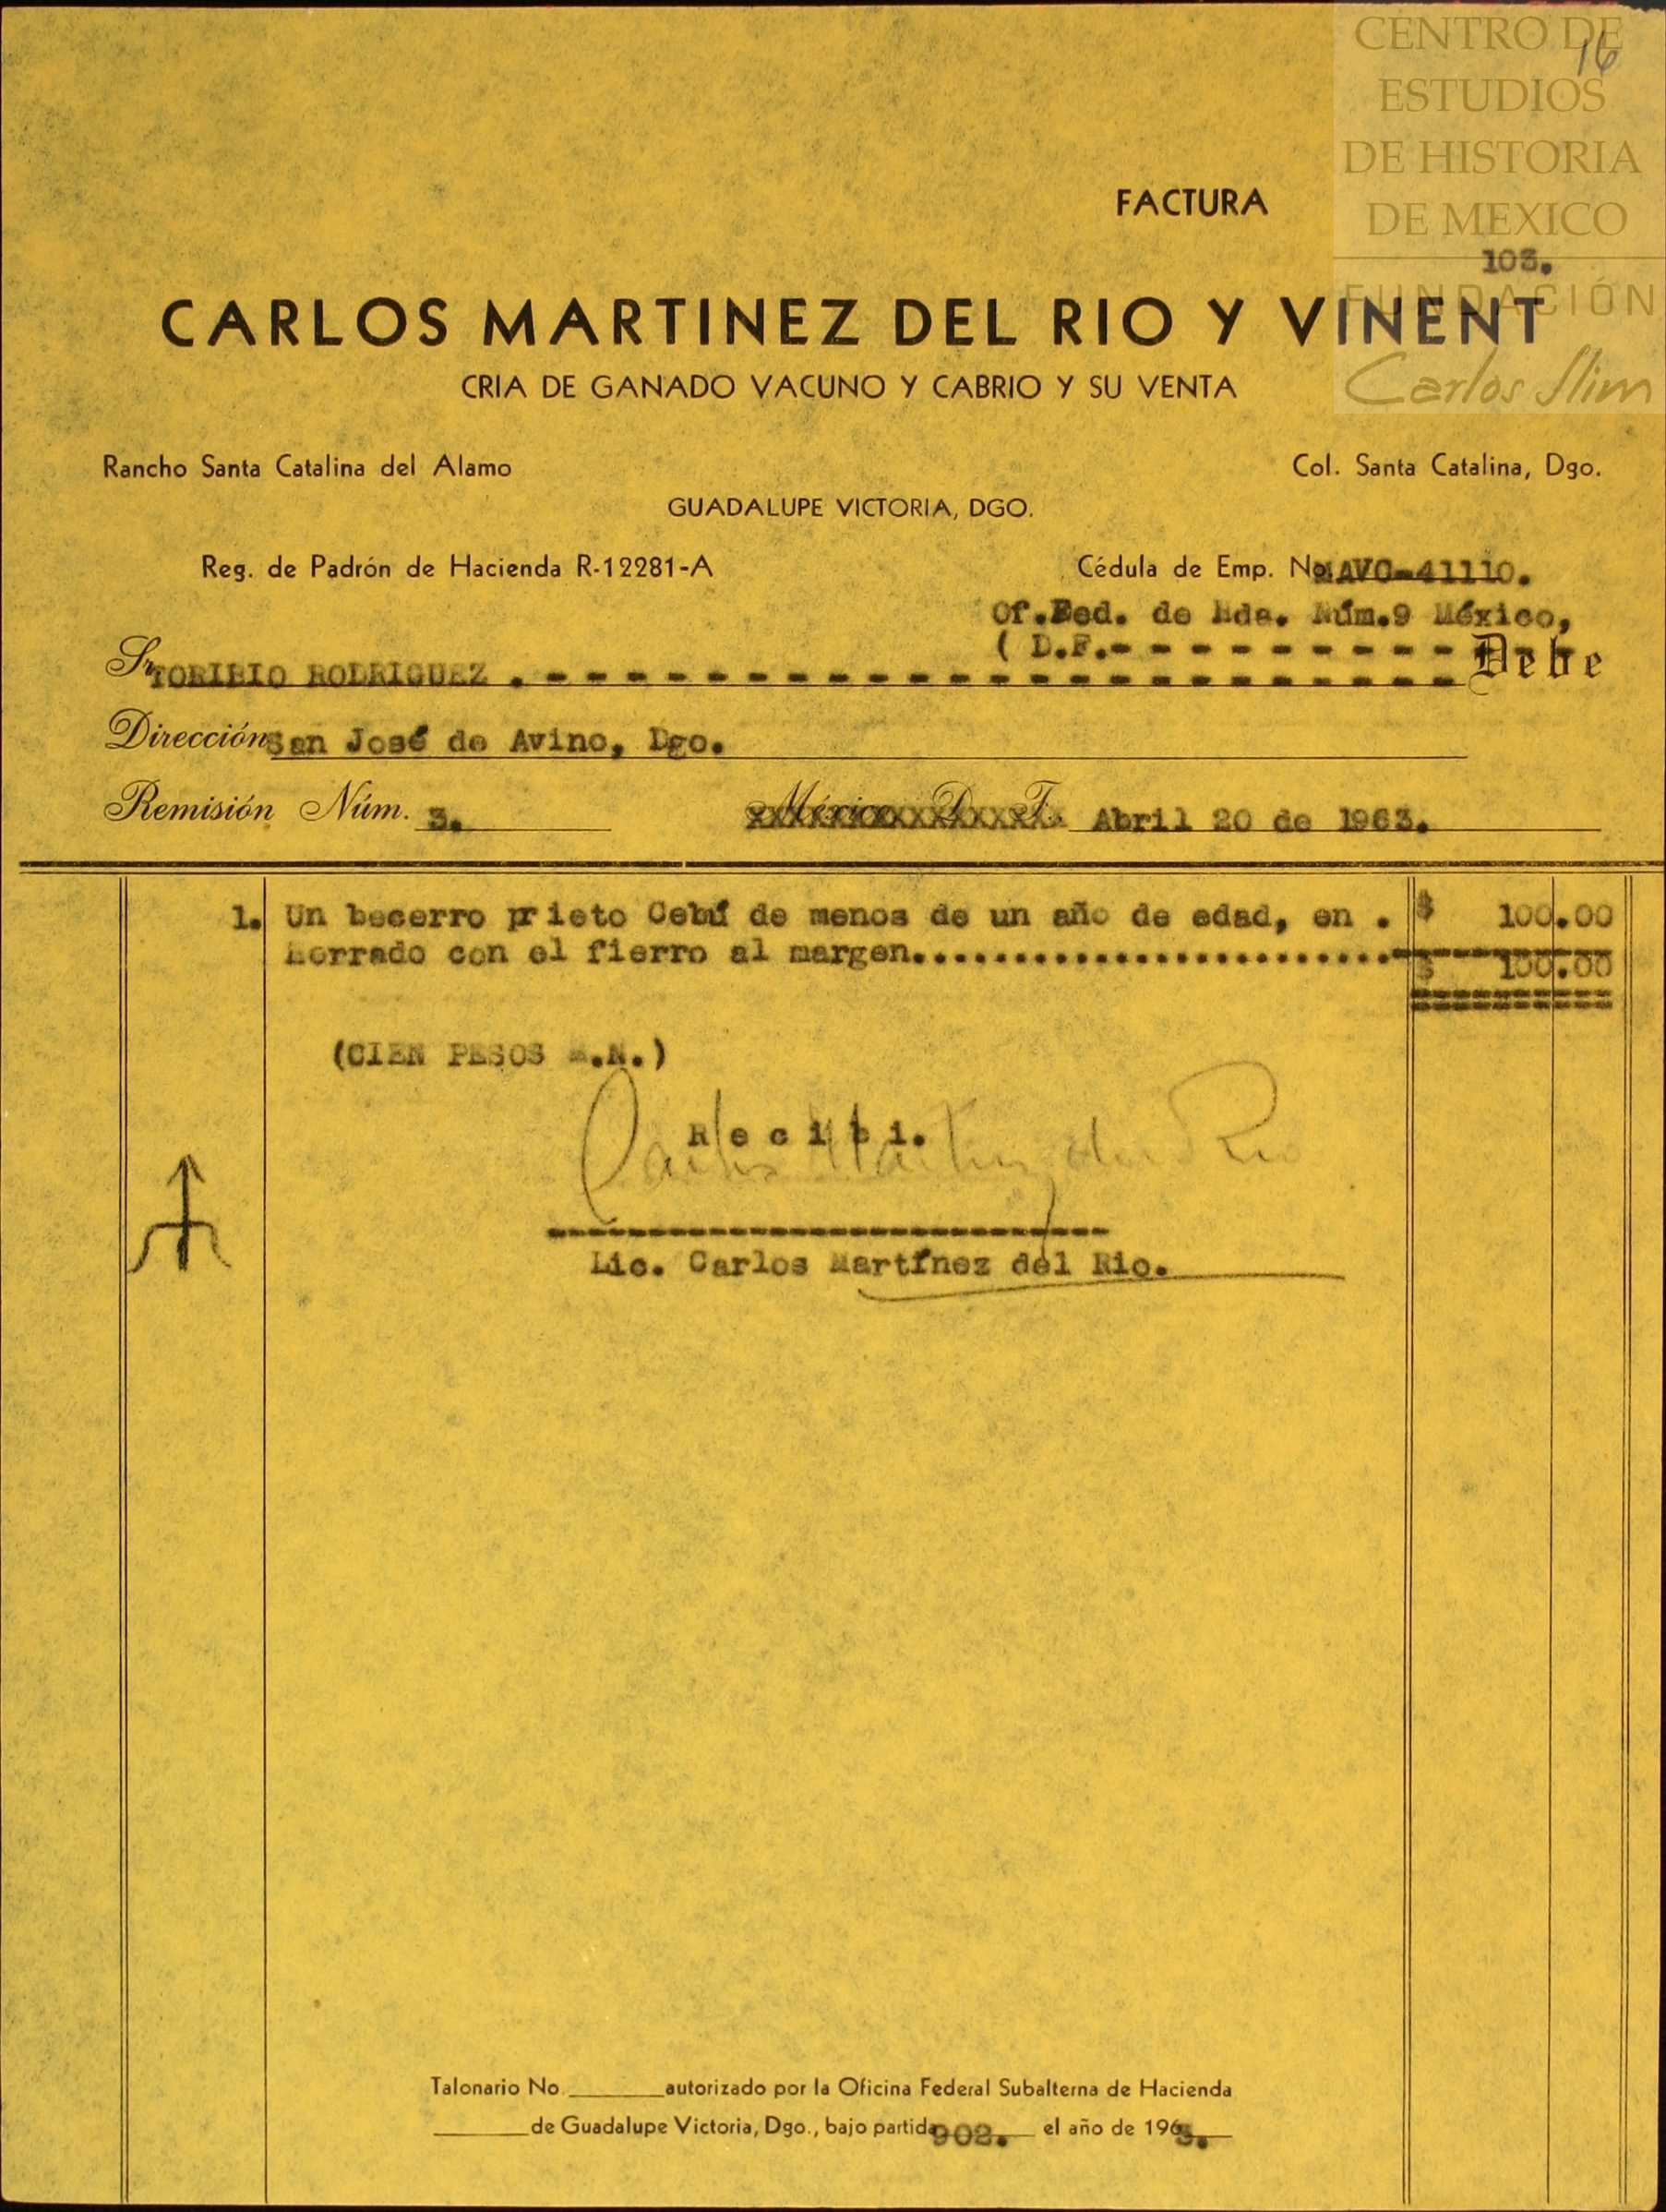 CENTRO DE
ESTUDIOS
DE HISTORIA
DE MEXICO
FUNDACIÓN
Carlos Slim
16
FACTURA
103.
CARLOS MARTINEZ DEL RIO Y VINENT
CRIA DE GANADO VACUNO Y CABRIO Y SU VENTA
Rancho Santa Catalina del Alamo Col. Santa Catalina, Dgo.
GUADALUPE VICTORIA, DGO.
Reg. de Padrón de Hacienda R-12281-A Cédula de Emp. No. MAVC-41110.
Of.Fed. de Hda. Núm.9 México,
( D.F.- - - - - - - - - -
Sr. TORIBIO RODRIGUEZ . - - - - - - - - - - - - - - - - - - - - - - - Debe
Dirección San José de Avino, Dgo.
Remisión Núm. 3. México, D. F. Abril 20 de 1963.
1. Un becerro prieto Cebú de menos de un año de edad, en . $ 100.00
herrado con el fierro al margen........................ $ 100.00
(CIEN PESOS M.N.)
R e c i b i.
Carlos Martinez del Rio
Lic. Carlos Martínez del Rio.
Talonario No. autorizado por la Oficina Federal Subalterna de Hacienda
de Guadalupe Victoria, Dgo., bajo partida 902. el año de 1963.